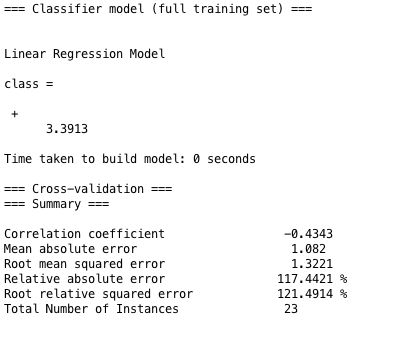 === Classifier model (full training set) ===
Linear Regression Model
class =
+
3.3913
Time taken to build model: 0 seconds
=== Cross-validation ===
=== Summary ===
Correlation coefficient -0.4343
Mean absolute error 1.082
Root mean squared error 1.3221
Relative absolute error 117.4421 %
Root relative squared error 121.4914 %
Total Number of Instances 23